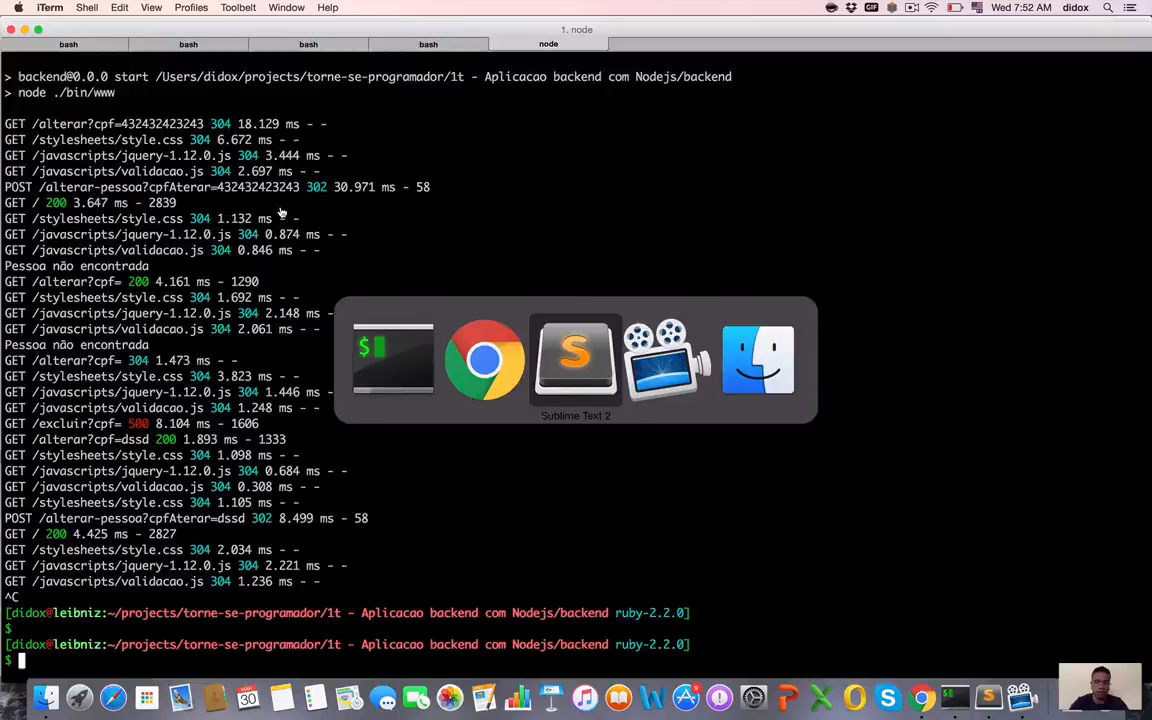 iTerm Shell Edit View Profiles Toolbelt Window Help GIF Wed 7:52 AM didox
1. node
bash bash bash bash node
> backend@0.0.0 start /Users/didox/projects/torne-se-programador/1t - Aplicacao backend com Nodejs/backend
> node ./bin/www
GET /alterar?cpf=432432423243 304 18.129 ms - -
GET /stylesheets/style.css 304 6.672 ms - -
GET /javascripts/jquery-1.12.0.js 304 3.444 ms - -
GET /javascripts/validacao.js 304 2.697 ms - -
POST /alterar-pessoa?cpfAterar=432432423243 302 30.971 ms - 58
GET / 200 3.647 ms - 2839
GET /stylesheets/style.css 304 1.132 ms - -
GET /javascripts/jquery-1.12.0.js 304 0.874 ms - -
GET /javascripts/validacao.js 304 0.846 ms - -
Pessoa não encontrada
GET /alterar?cpf= 200 4.161 ms - 1290
GET /stylesheets/style.css 304 1.692 ms - -
GET /javascripts/jquery-1.12.0.js 304 2.148 ms -
GET /javascripts/validacao.js 304 2.061 ms - -
Pessoa não encontrada
GET /alterar?cpf= 304 1.473 ms - -
GET /stylesheets/style.css 304 3.823 ms - -
GET /javascripts/jquery-1.12.0.js 304 1.446 ms -
GET /javascripts/validacao.js 304 1.248 ms - -
GET /excluir?cpf= 500 8.104 ms - 1606
GET /alterar?cpf=dssd 200 1.893 ms - 1333
GET /stylesheets/style.css 304 1.098 ms - -
GET /javascripts/jquery-1.12.0.js 304 0.684 ms - -
GET /javascripts/validacao.js 304 0.308 ms - -
GET /stylesheets/style.css 304 1.105 ms - -
POST /alterar-pessoa?cpfAterar=dssd 302 8.499 ms - 58
GET / 200 4.425 ms - 2827
GET /stylesheets/style.css 304 2.034 ms - -
GET /javascripts/jquery-1.12.0.js 304 2.221 ms - -
GET /javascripts/validacao.js 304 1.236 ms - -
^C
[didox@leibniz:~/projects/torne-se-programador/1t - Aplicacao backend com Nodejs/backend ruby-2.2.0]
$
[didox@leibniz:~/projects/torne-se-programador/1t - Aplicacao backend com Nodejs/backend ruby-2.2.0]
$
Sublime Text 2